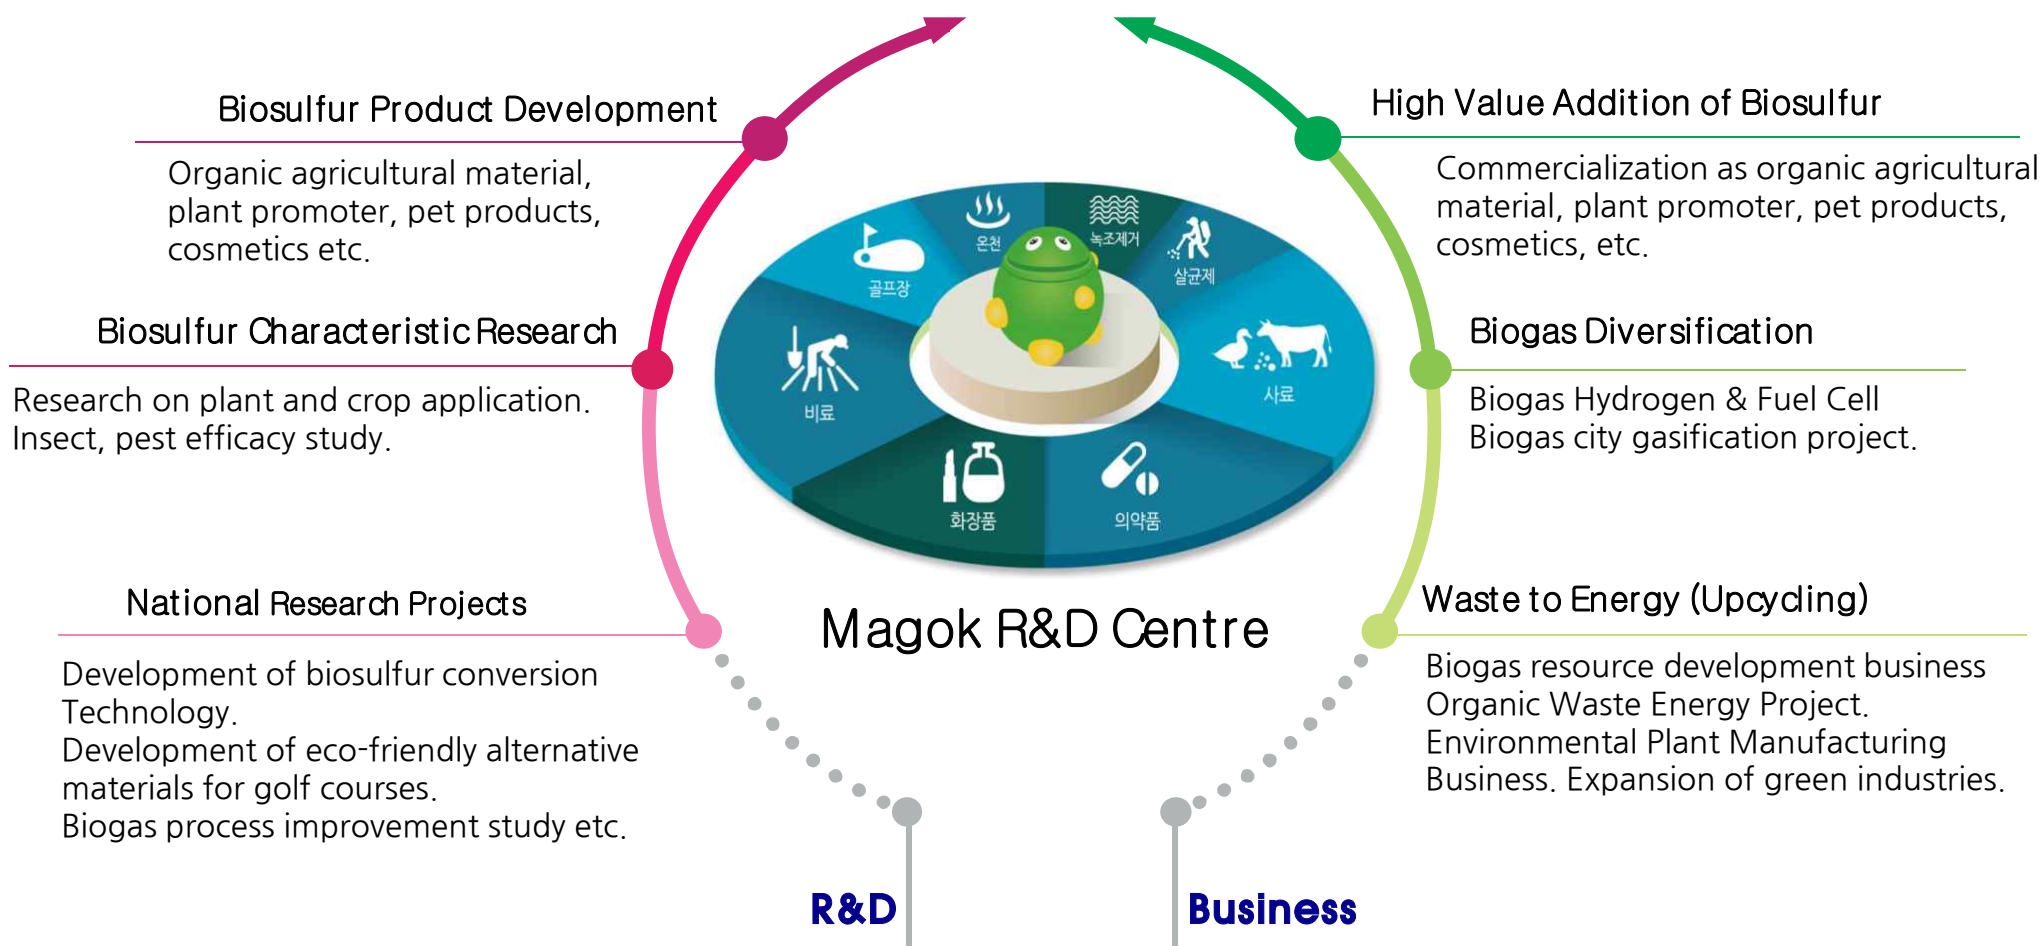 Biosulfur Product Development
Organic agricultural material,
plant promoter, pet products,
cosmetics etc.
Biosulfur Characteristic Research
Research on plant and crop application.
Insect, pest efficacy study.
National Research Projects
Development of biosulfur conversion
Technology.
Development of eco-friendly alternative
materials for golf courses.
Biogas process improvement study etc.
온천
녹조제거
골프장
살균제
비료
사료
화장품
의약품
Magok R&D Centre
High Value Addition of Biosulfur
Commercialization as organic agricultural
material, plant promoter, pet products,
cosmetics, etc.
Biogas Diversification
Biogas Hydrogen & Fuel Cell
Biogas city gasification project.
Waste to Energy (Upcycling)
Biogas resource development business
Organic Waste Energy Project.
Environmental Plant Manufacturing
Business. Expansion of green industries.
R&D
Business